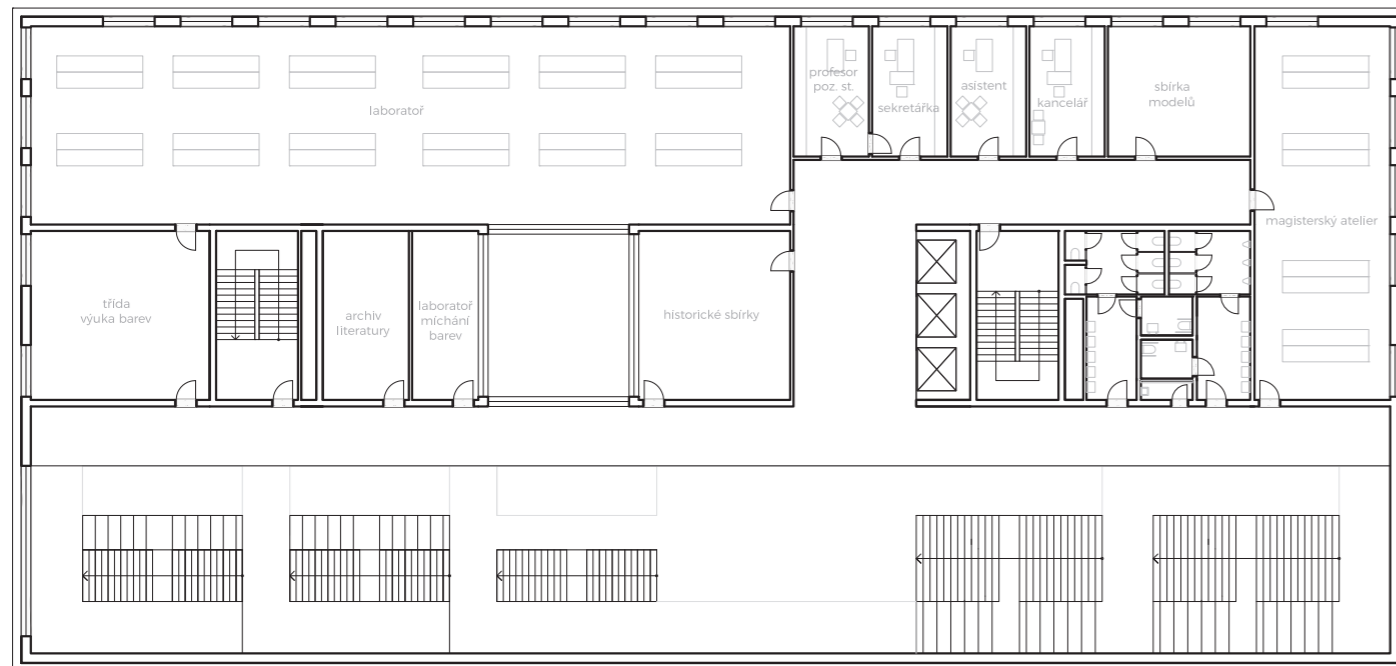 laboratoř
profesor
poz. st.
sekretářka
asistent
kancelář
sbírka
modelů
magisterský atelier
třída
výuka barev
archiv
literatury
laboratoř
míchání
barev
historické sbírky